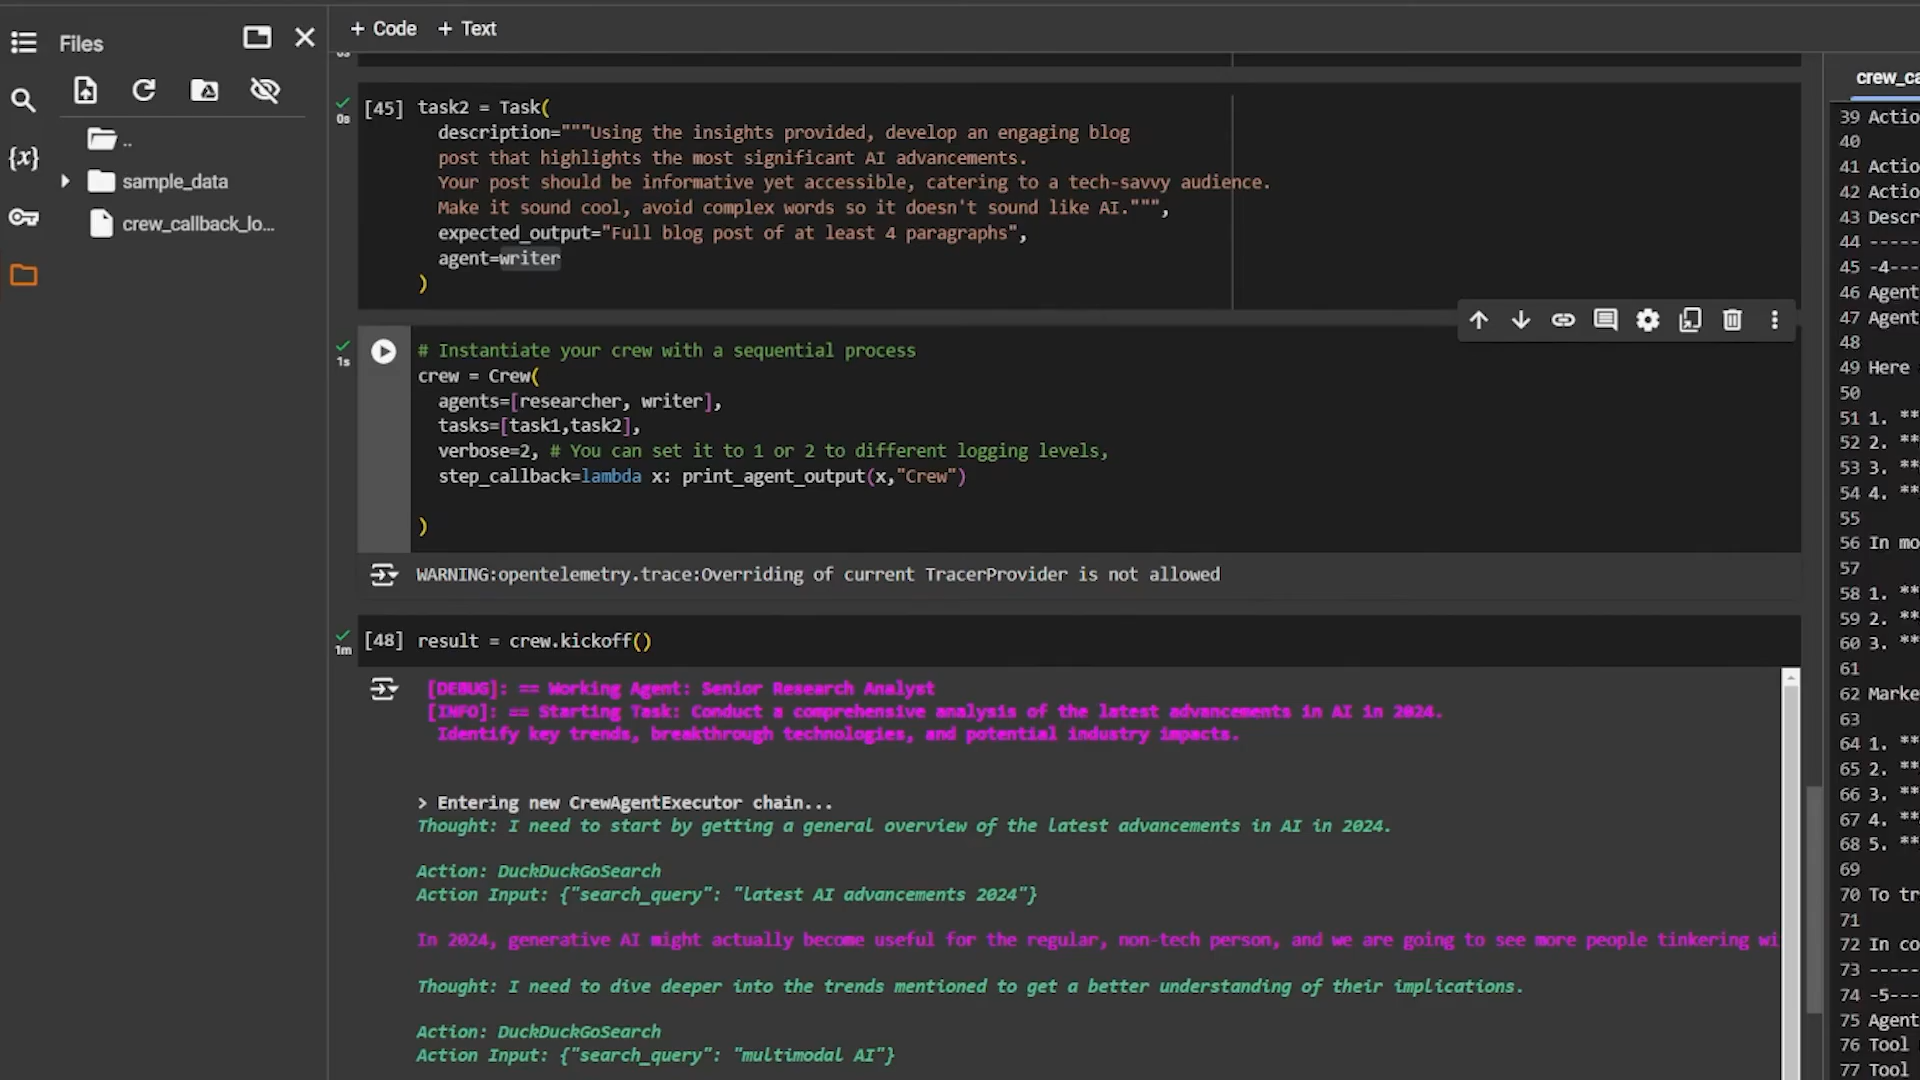 Files
+ Code + Text
..
sample_data
crew_callback_lo...
{x}
0s
[45] task2 = Task(
description="""Using the insights provided, develop an engaging blog
post that highlights the most significant AI advancements.
Your post should be informative yet accessible, catering to a tech-savvy audience.
Make it sound cool, avoid complex words so it doesn't sound like AI.""",
expected_output="Full blog post of at least 4 paragraphs",
agent=writer
)
1s
# Instantiate your crew with a sequential process
crew = Crew(
agents=[researcher, writer],
tasks=[task1,task2],
verbose=2, # You can set it to 1 or 2 to different logging levels,
step_callback=lambda x: print_agent_output(x,"Crew")
)
WARNING:opentelemetry.trace:Overriding of current TracerProvider is not allowed
1m
[48] result = crew.kickoff()
[DEBUG]: == Working Agent: Senior Research Analyst
[INFO]: == Starting Task: Conduct a comprehensive analysis of the latest advancements in AI in 2024.
Identify key trends, breakthrough technologies, and potential industry impacts.
> Entering new CrewAgentExecutor chain...
Thought: I need to start by getting a general overview of the latest advancements in AI in 2024.
Action: DuckDuckGoSearch
Action Input: {"search_query": "latest AI advancements 2024"}
In 2024, generative AI might actually become useful for the regular, non-tech person, and we are going to see more people tinkering wi
Thought: I need to dive deeper into the trends mentioned to get a better understanding of their implications.
Action: DuckDuckGoSearch
Action Input: {"search_query": "multimodal AI"}
crew_ca
39 Actio
40
41 Actio
42 Actio
43 Descr
44 -----
45 -4---
46 Agent
47 Agent
48
49 Here
50
51 1. **
52 2. **
53 3. **
54 4. **
55
56 In mo
57
58 1. **
59 2. **
60 3. **
61
62 Marke
63
64 1. **
65 2. **
66 3. **
67 4. **
68 5. **
69
70 To tr
71
72 In co
73 -----
74 -5---
75 Agent
76 Tool
77 Tool